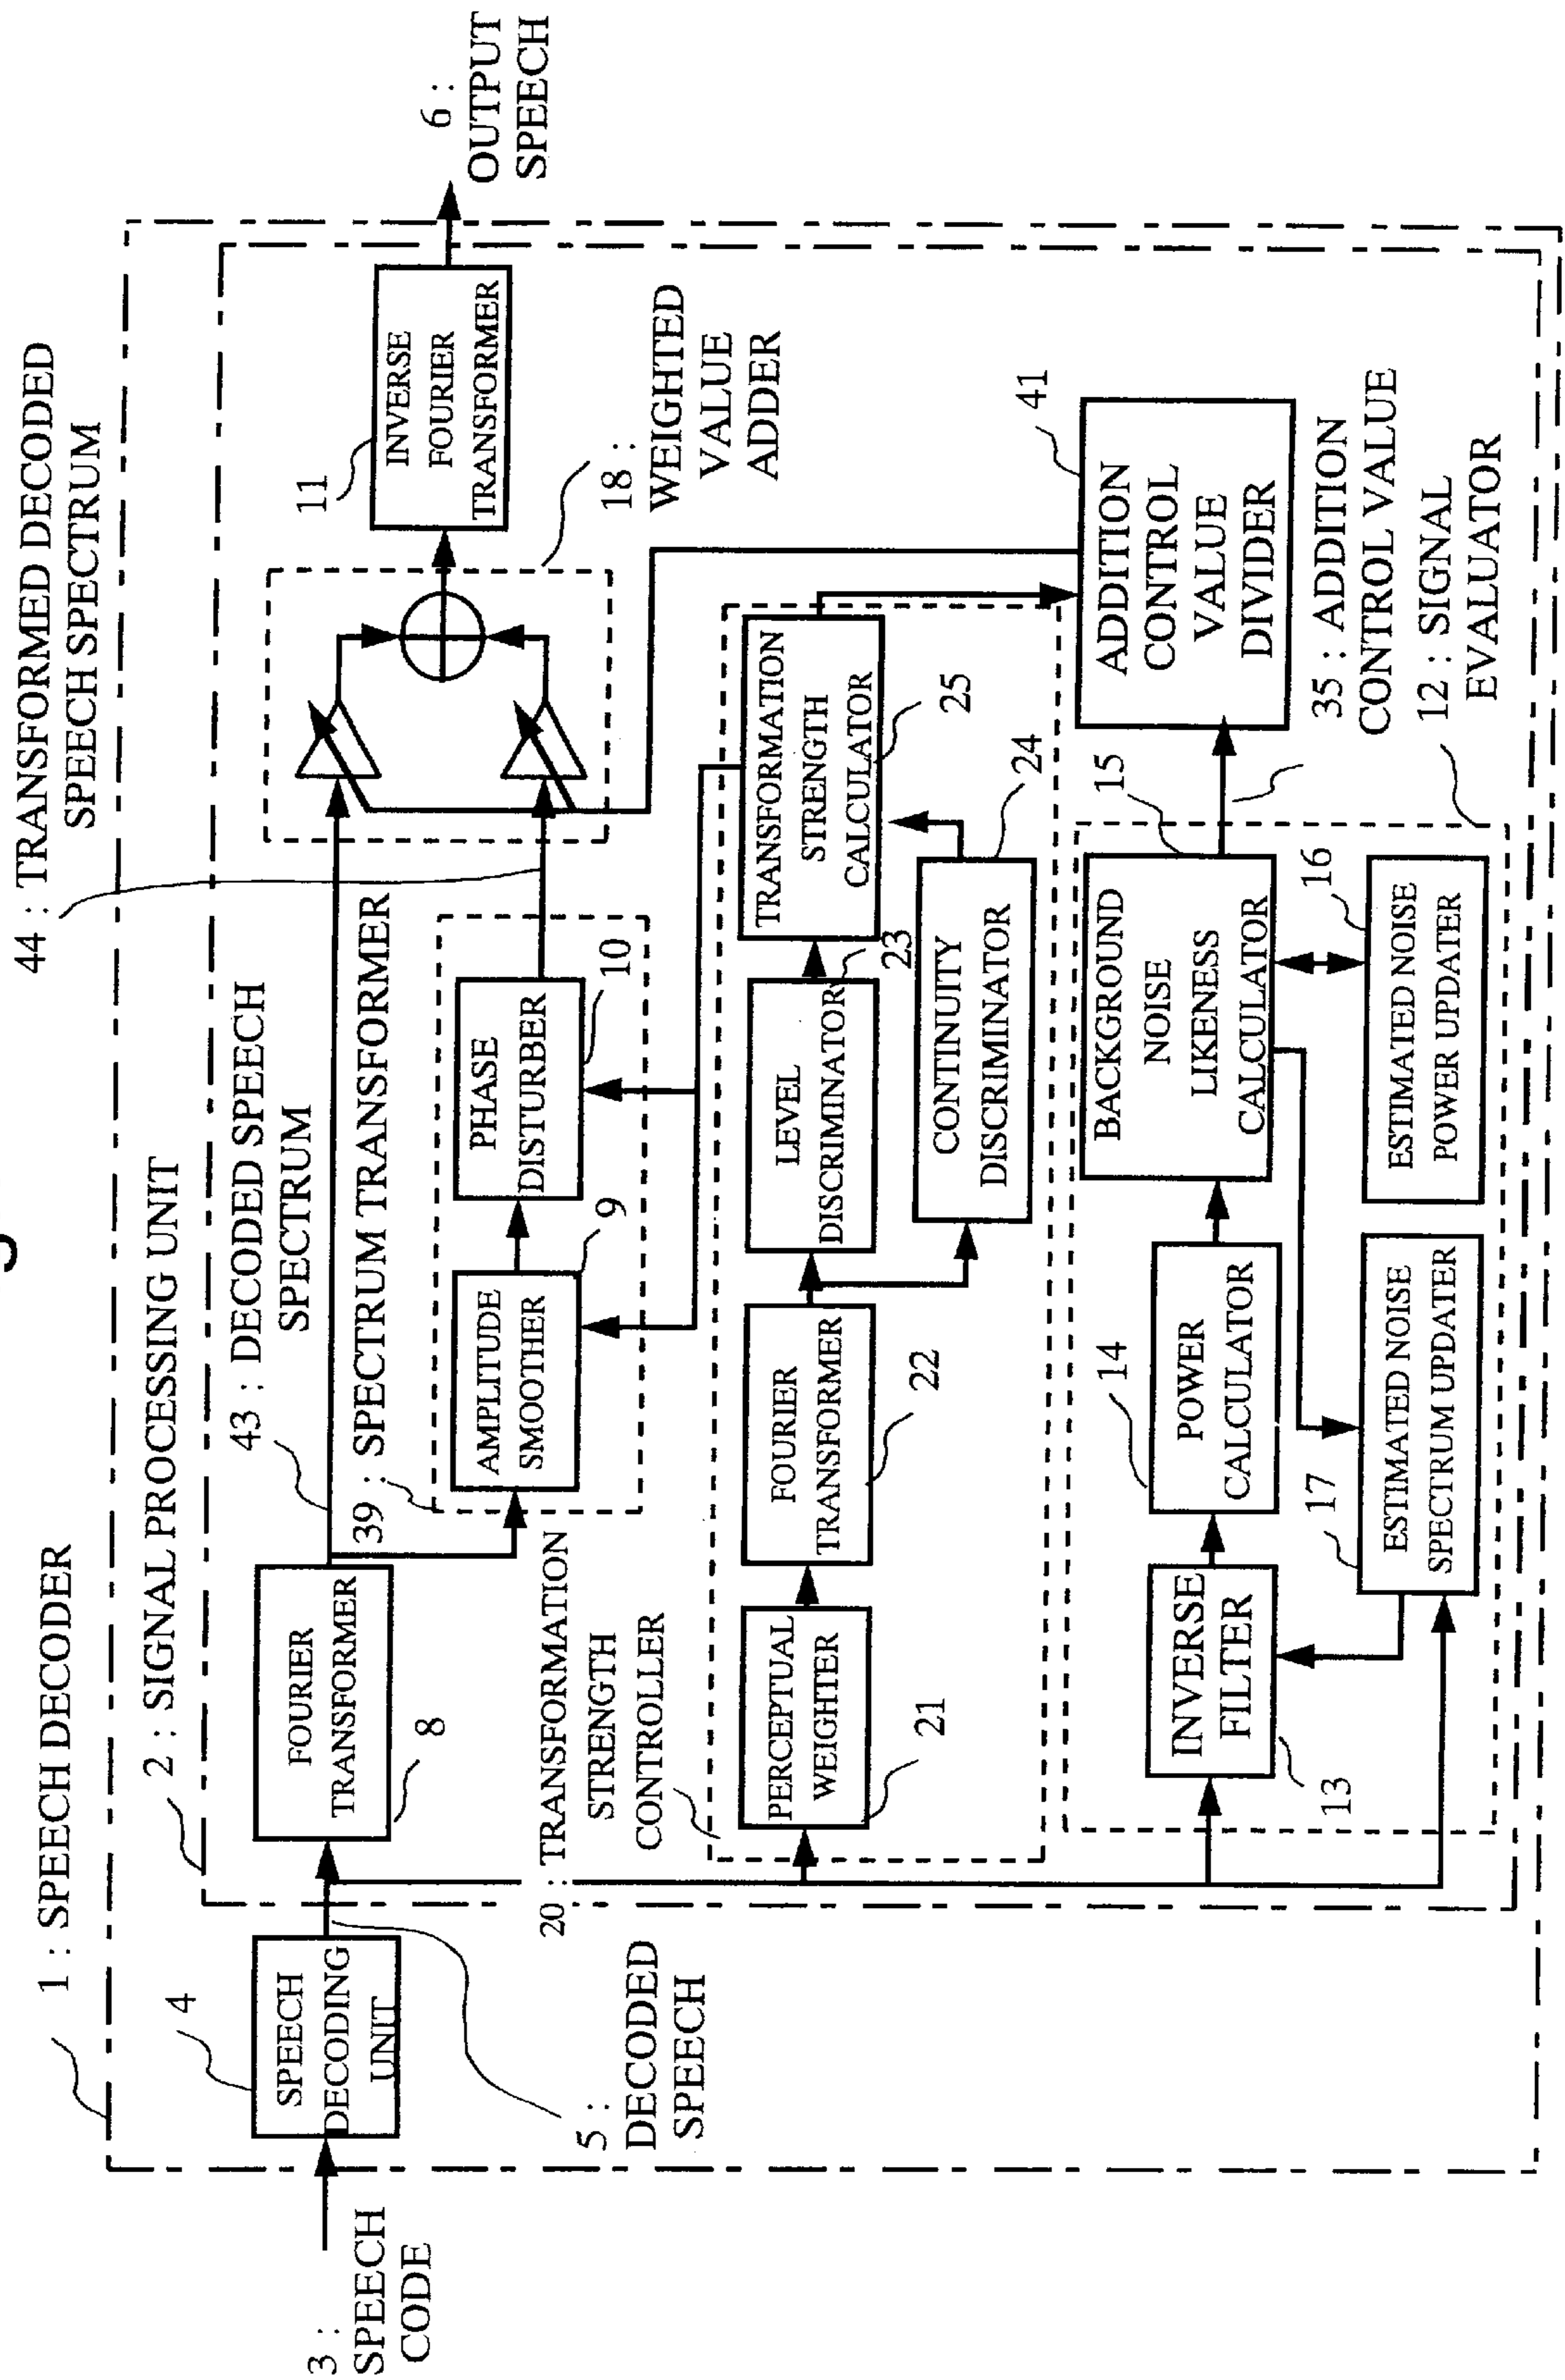 1 : SPEECH DECODER
2 : SIGNAL PROCESSING UNIT
3 :
SPEECH
CODE
4
SPEECH
DECODING
UNIT
5 :
DECODED
SPEECH
FOURIER
TRANSFORMER
8
43 : DECODED SPEECH
SPECTRUM
44 : TRANSFORMED DECODED
SPEECH SPECTRUM
39 : SPECTRUM TRANSFORMER
AMPLITUDE
SMOOTHER
9
PHASE
DISTURBER
10
11
INVERSE
FOURIER
TRANSFORMER
6 :
OUTPUT
SPEECH
18 :
WEIGHTED
VALUE
ADDER
20 : TRANSFORMATION
STRENGTH
CONTROLLER
PERCEPTUAL
WEIGHTER
21
FOURIER
TRANSFORMER
22
LEVEL
DISCRIMINATOR
23
TRANSFORMATION
STRENGTH
CALCULATOR
25
CONTINUITY
DISCRIMINATOR
24
41
ADDITION
CONTROL
VALUE
DIVIDER
35 : ADDITION
CONTROL VALUE
12 : SIGNAL
EVALUATOR
INVERSE
FILTER
13
14
POWER
CALCULATOR
15
BACKGROUND
NOISE
LIKENESS
CALCULATOR
16
ESTIMATED NOISE
POWER UPDATER
17
ESTIMATED NOISE
SPECTRUM UPDATER